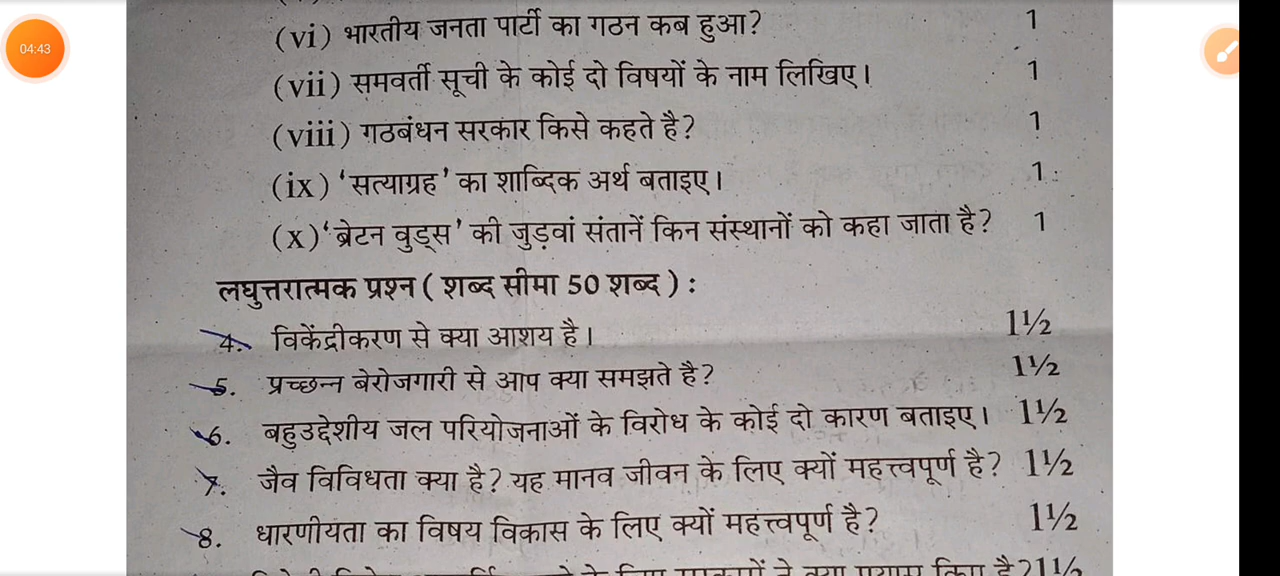 04:43
(vi) भारतीय जनता पार्टी का गठन कब हुआ? 1
(vii) समवर्ती सूची के कोई दो विषयों के नाम लिखिए। 1
(viii) गठबंधन सरकार किसे कहते है? 1
(ix) 'सत्याग्रह' का शाब्दिक अर्थ बताइए। 1
(x) 'ब्रेटन वुड्स' की जुड़वां संतानें किन संस्थानों को कहा जाता है? 1
लघुत्तरात्मक प्रश्न ( शब्द सीमा 50 शब्द ) :
4. विकेंद्रीकरण से क्या आशय है। 1½
5. प्रच्छन्न बेरोजगारी से आप क्या समझते है? 1½
6. बहुउद्देशीय जल परियोजनाओं के विरोध के कोई दो कारण बताइए। 1½
7. जैव विविधता क्या है? यह मानव जीवन के लिए क्यों महत्त्वपूर्ण है? 1½
8. धारणीयता का विषय विकास के लिए क्यों महत्त्वपूर्ण है? 1½
के लिए क्या प्रयास किए है? 1½